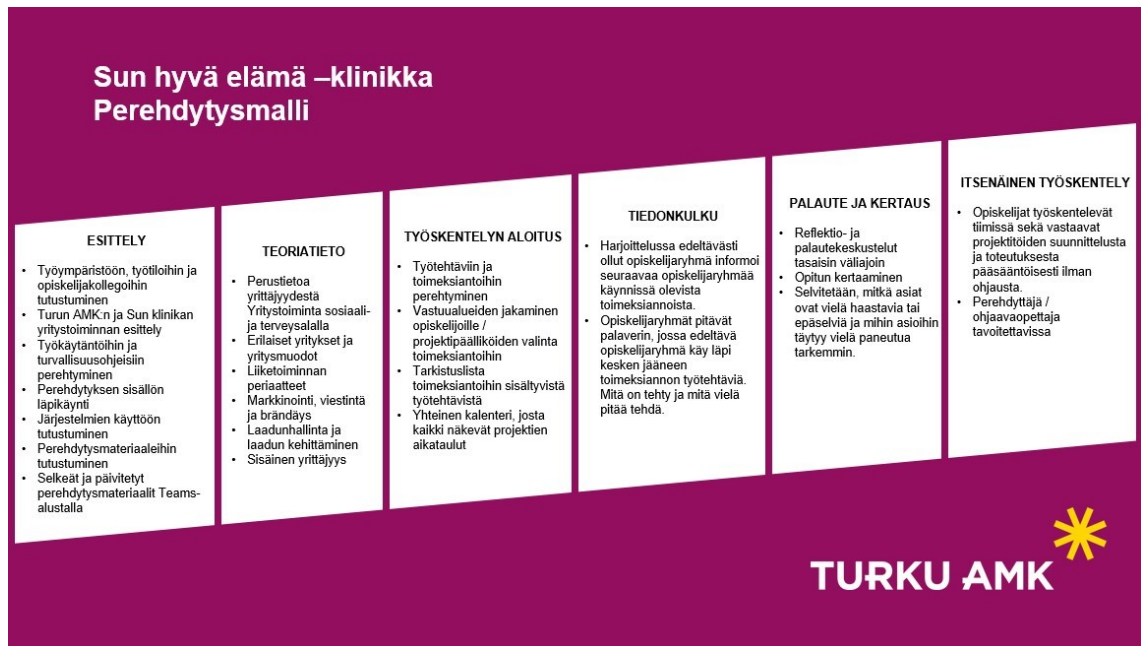 Sun hyvä elämä –klinikka
Perehdytysmalli
ESITTELY
• Työympäristöön, työtiloihin ja
opiskelijakollegoihin
tutustuminen
• Turun AMK:n ja Sun klinikan
yritystoiminnan esittely
• Työkäytäntöihin ja
turvallisuusohjeisiin
perehtyminen
• Perehdytyksen sisällön
läpikäynti
• Järjestelmien käyttöön
tutustuminen
• Perehdytysmateriaaleihin
tutustuminen
• Selkeät ja päivitetyt
perehdytysmateriaalit Teams-
alustalla
TEORIATIETO
• Perustietoa
yrittäjyydestä
Yritystoiminta sosiaali-
ja terveysalalla
• Erilaiset yritykset ja
yritysmuodot
• Liiketoiminnan
periaatteet
• Markkinointi, viestintä
ja brändäys
• Laadunhallinta ja
laadun kehittäminen
• Sisäinen yrittäjyys
TYÖSKENTELYN ALOITUS
• Työtehtäviin ja
toimeksiantoihin
perehtyminen
• Vastuualueiden jakaminen
opiskelijoille /
projektipäälliköiden valinta
toimeksiantoihin
• Tarkistuslista
toimeksiantoihin sisältyvistä
työtehtävistä
• Yhteinen kalenteri, josta
kaikki näkevät projektien
aikataulut
TIEDONKULKU
• Harjoittelussa edeltävästi
ollut opiskelijaryhmä informoi
seuraavaa opiskelijaryhmää
käynnissä olevista
toimeksiannoista.
• Opiskelijaryhmät pitävät
palaverin, jossa edeltävä
opiskelijaryhmä käy läpi
kesken jääneen
toimeksiannon työtehtäviä.
Mitä on tehty ja mitä vielä
pitää tehdä.
PALAUTE JA KERTAUS
• Reflektio- ja
palautekeskustelut
tasaisin väliajoin
• Opitun kertaaminen
• Selvitetään, mitkä asiat
ovat vielä haastavia tai
epäselviä ja mihin asioihin
täytyy vielä paneutua
tarkemmin.
ITSENÄINEN TYÖSKENTELY
• Opiskelijat työskentelevät
tiimissä sekä vastaavat
projektitöiden suunnittelusta
ja toteutuksesta
pääsääntöisesti ilman
ohjausta.
• Perehdyttäjä /
ohjaavaopettaja
tavoitettavissa
TURKU AMK